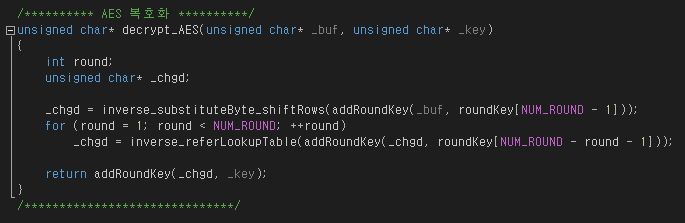 /********** AES 복호화 **********/
unsigned char* decrypt_AES(unsigned char* _buf, unsigned char* _key)
{
    int round;
    unsigned char* _chgd;

    _chgd = inverse_substituteByte_shiftRows(addRoundKey(_buf, roundKey[NUM_ROUND - 1]));
    for (round = 1; round < NUM_ROUND; ++round)
        _chgd = inverse_referLookupTable(addRoundKey(_chgd, roundKey[NUM_ROUND - round - 1]));

    return addRoundKey(_chgd, _key);
}
/******************************/